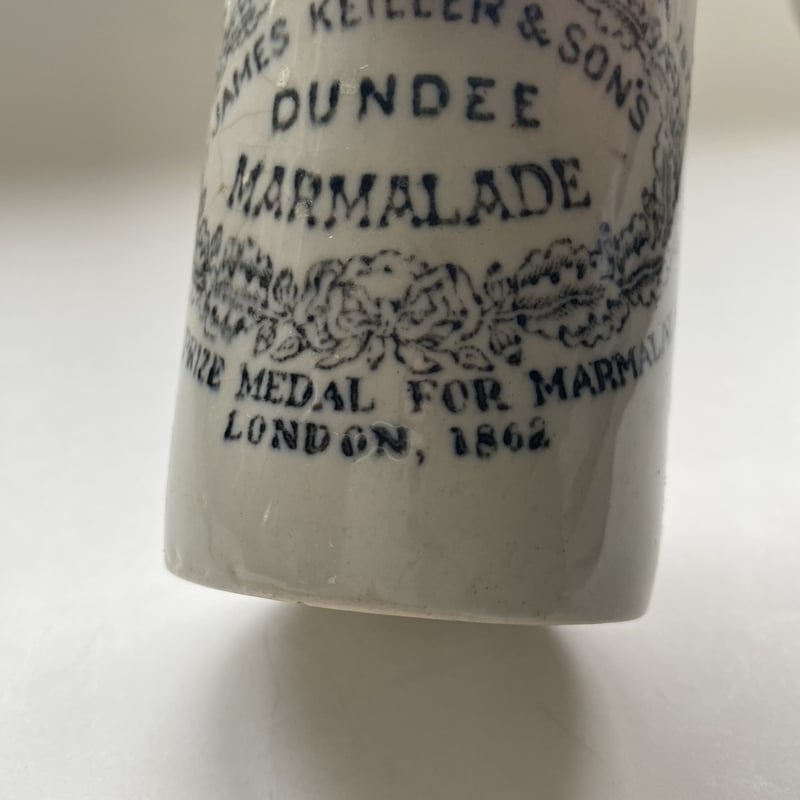 JAMES KEILLER & SON'S
DUNDEE
MARMALADE
PRIZE MEDAL FOR MARMALADE
LONDON, 1862